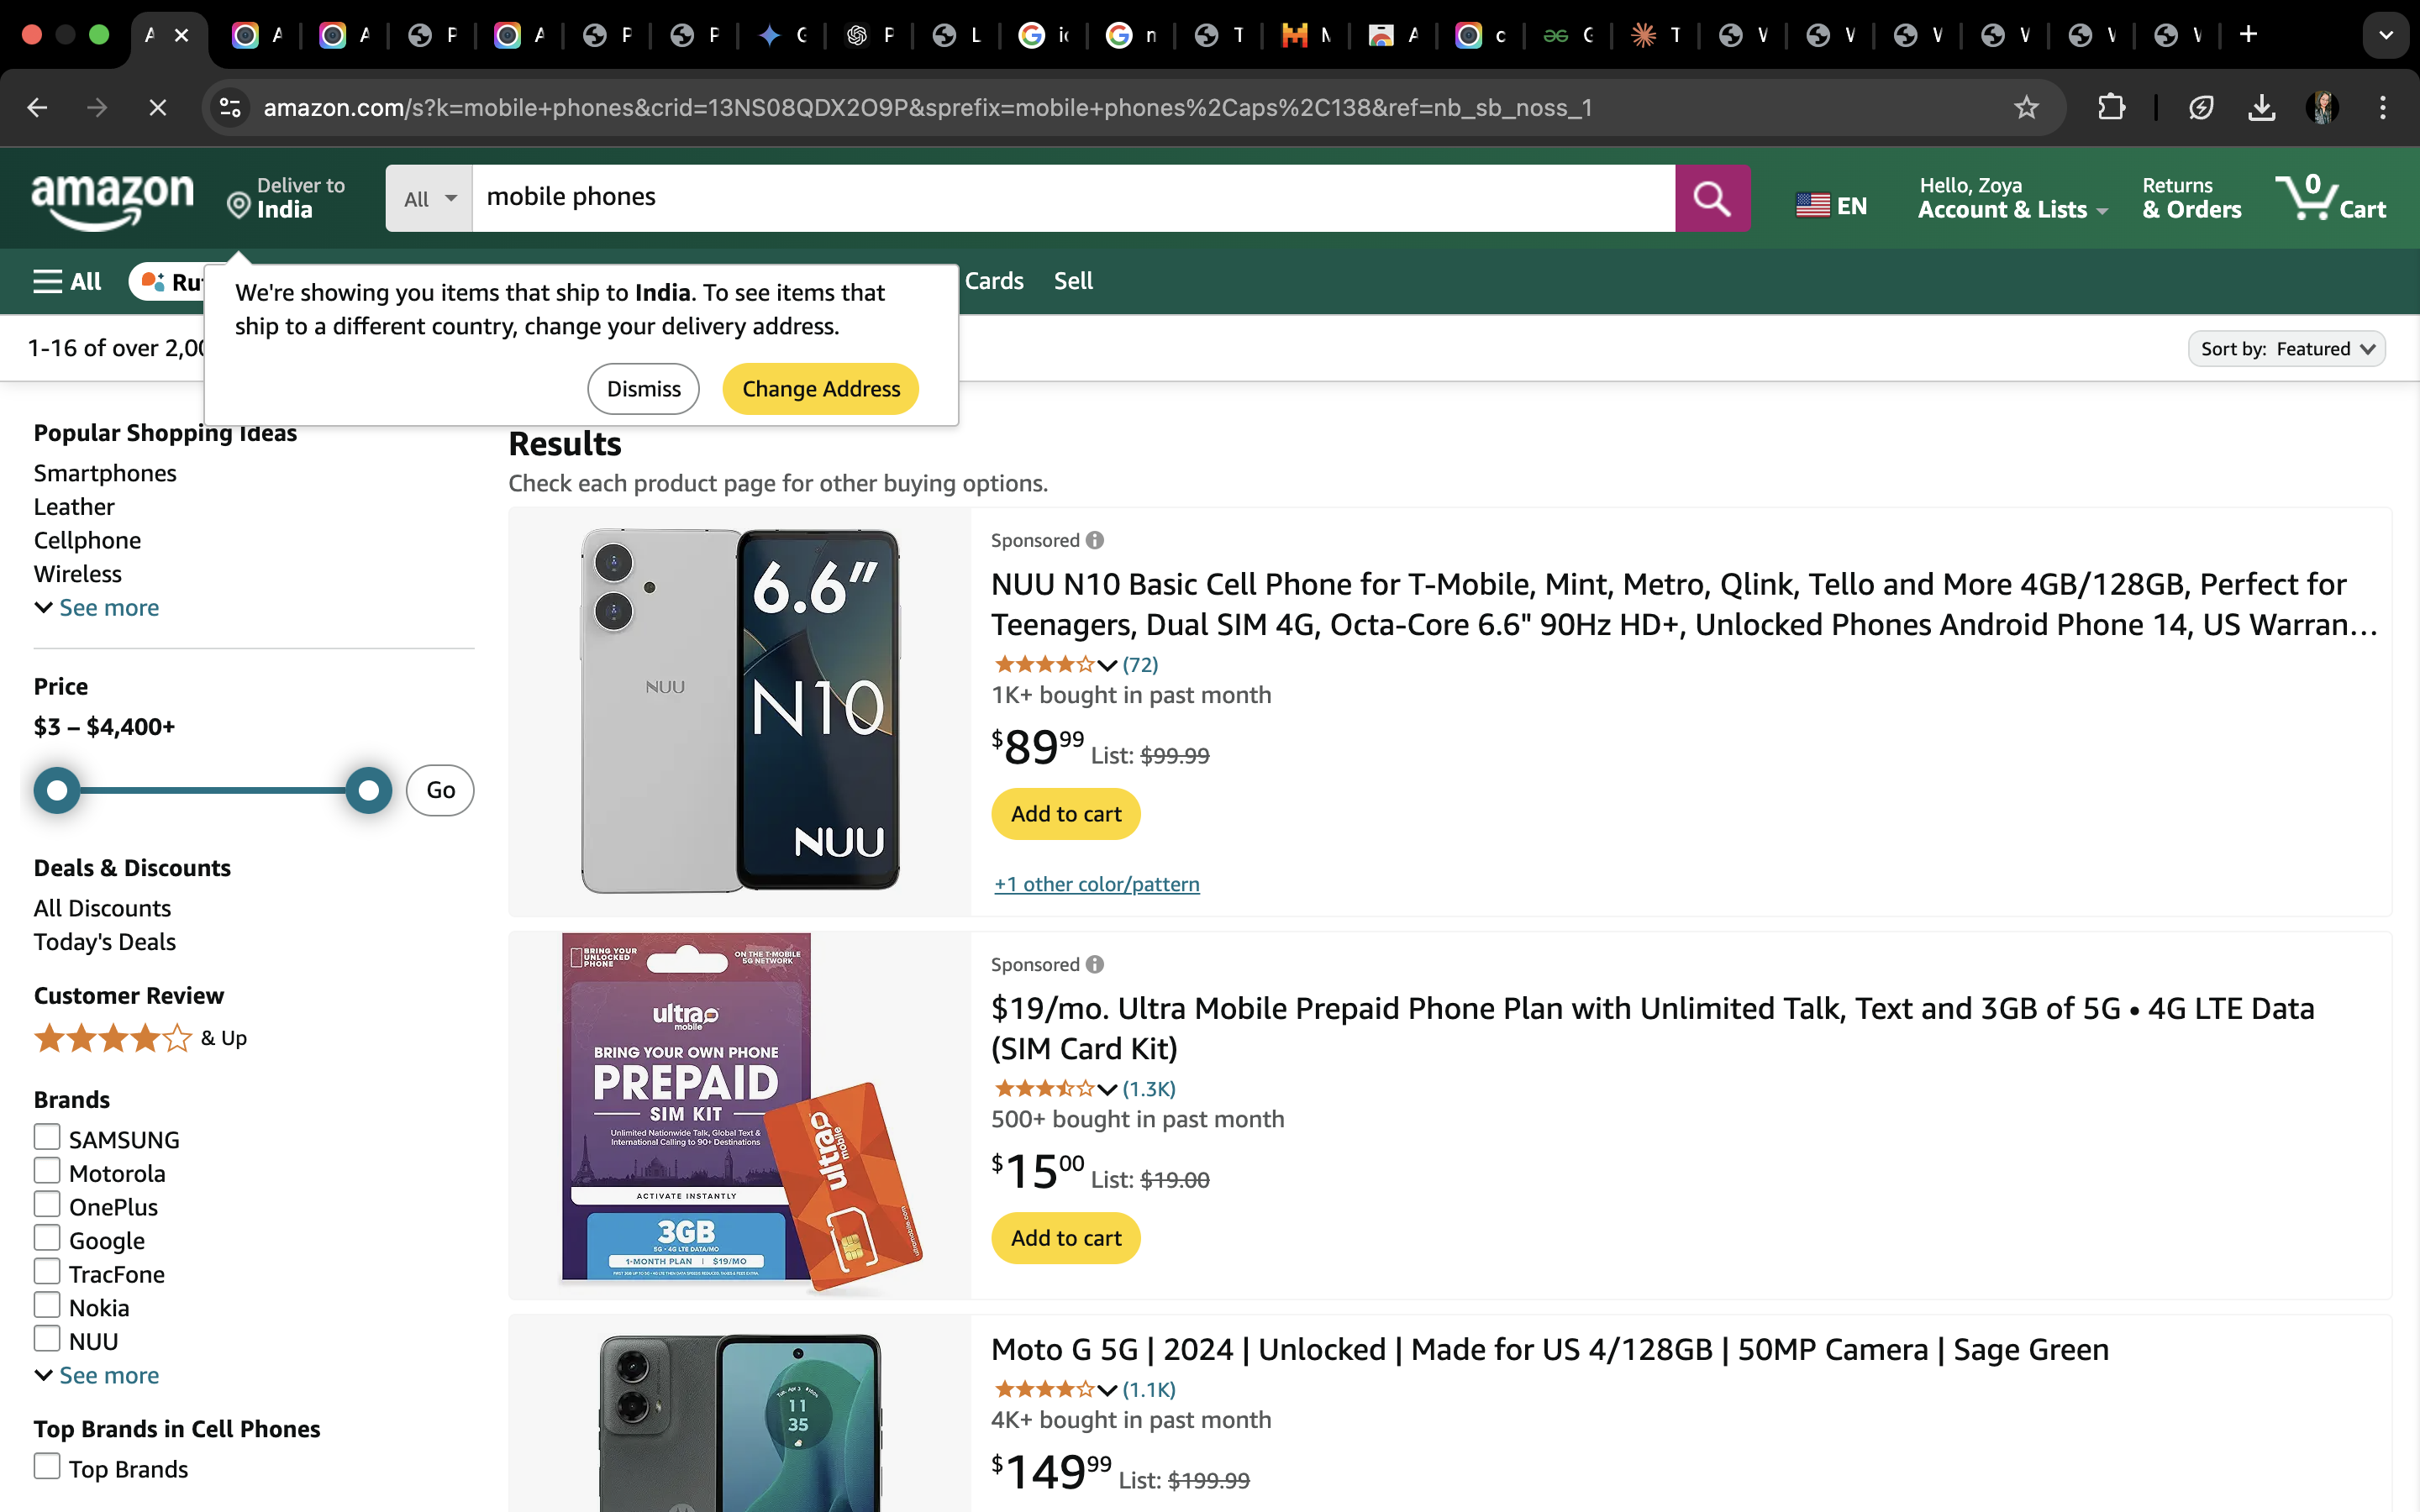 A
A
A
P
A
P
P
G
P
L
n
T
M
A
c
G
T
V
V
V
V
V
V
amazon.com/s?k=mobile+phones&crid=13NS08QDX2O9P&sprefix=mobile+phones%2Caps%2C138&ref=nb_sb_noss_1
amazon
Deliver to
India
All
mobile phones
EN
Hello, Zoya
Account & Lists
Returns
& Orders
0
Cart
All
Ru
We're showing you items that ship to India. To see items that
ship to a different country, change your delivery address.
Dismiss
Change Address
Cards
Sell
1-16 of over 2,00
Sort by: Featured
Popular Shopping Ideas
Smartphones
Leather
Cellphone
Wireless
See more
Price
$3 – $4,400+
Go
Deals & Discounts
All Discounts
Today's Deals
Customer Review
& Up
Brands
SAMSUNG
Motorola
OnePlus
Google
TracFone
Nokia
NUU
See more
Top Brands in Cell Phones
Top Brands
Results
Check each product page for other buying options.
NUU
6.6"
N10
NUU
Sponsored
NUU N10 Basic Cell Phone for T-Mobile, Mint, Metro, Qlink, Tello and More 4GB/128GB, Perfect for
Teenagers, Dual SIM 4G, Octa-Core 6.6" 90Hz HD+, Unlocked Phones Android Phone 14, US Warran…
(72)
1K+ bought in past month
$89.99 List: $99.99
Add to cart
+1 other color/pattern
BRING YOUR
UNLOCKED
PHONE
ON THE T-MOBILE
5G NETWORK
ultra
mobile
BRING YOUR OWN PHONE
PREPAID
SIM KIT
Unlimited Nationwide Talk, Global Text &
International Calling to 90+ Destinations
ACTIVATE INSTANTLY
3GB
5G • 4G LTE DATA/MO
1-MONTH PLAN | $19/MO
ultra
mobile
ultramobile.com
Sponsored
$19/mo. Ultra Mobile Prepaid Phone Plan with Unlimited Talk, Text and 3GB of 5G • 4G LTE Data
(SIM Card Kit)
(1.3K)
500+ bought in past month
$15.00 List: $19.00
Add to cart
11
35
Moto G 5G | 2024 | Unlocked | Made for US 4/128GB | 50MP Camera | Sage Green
(1.1K)
4K+ bought in past month
$149.99 List: $199.99